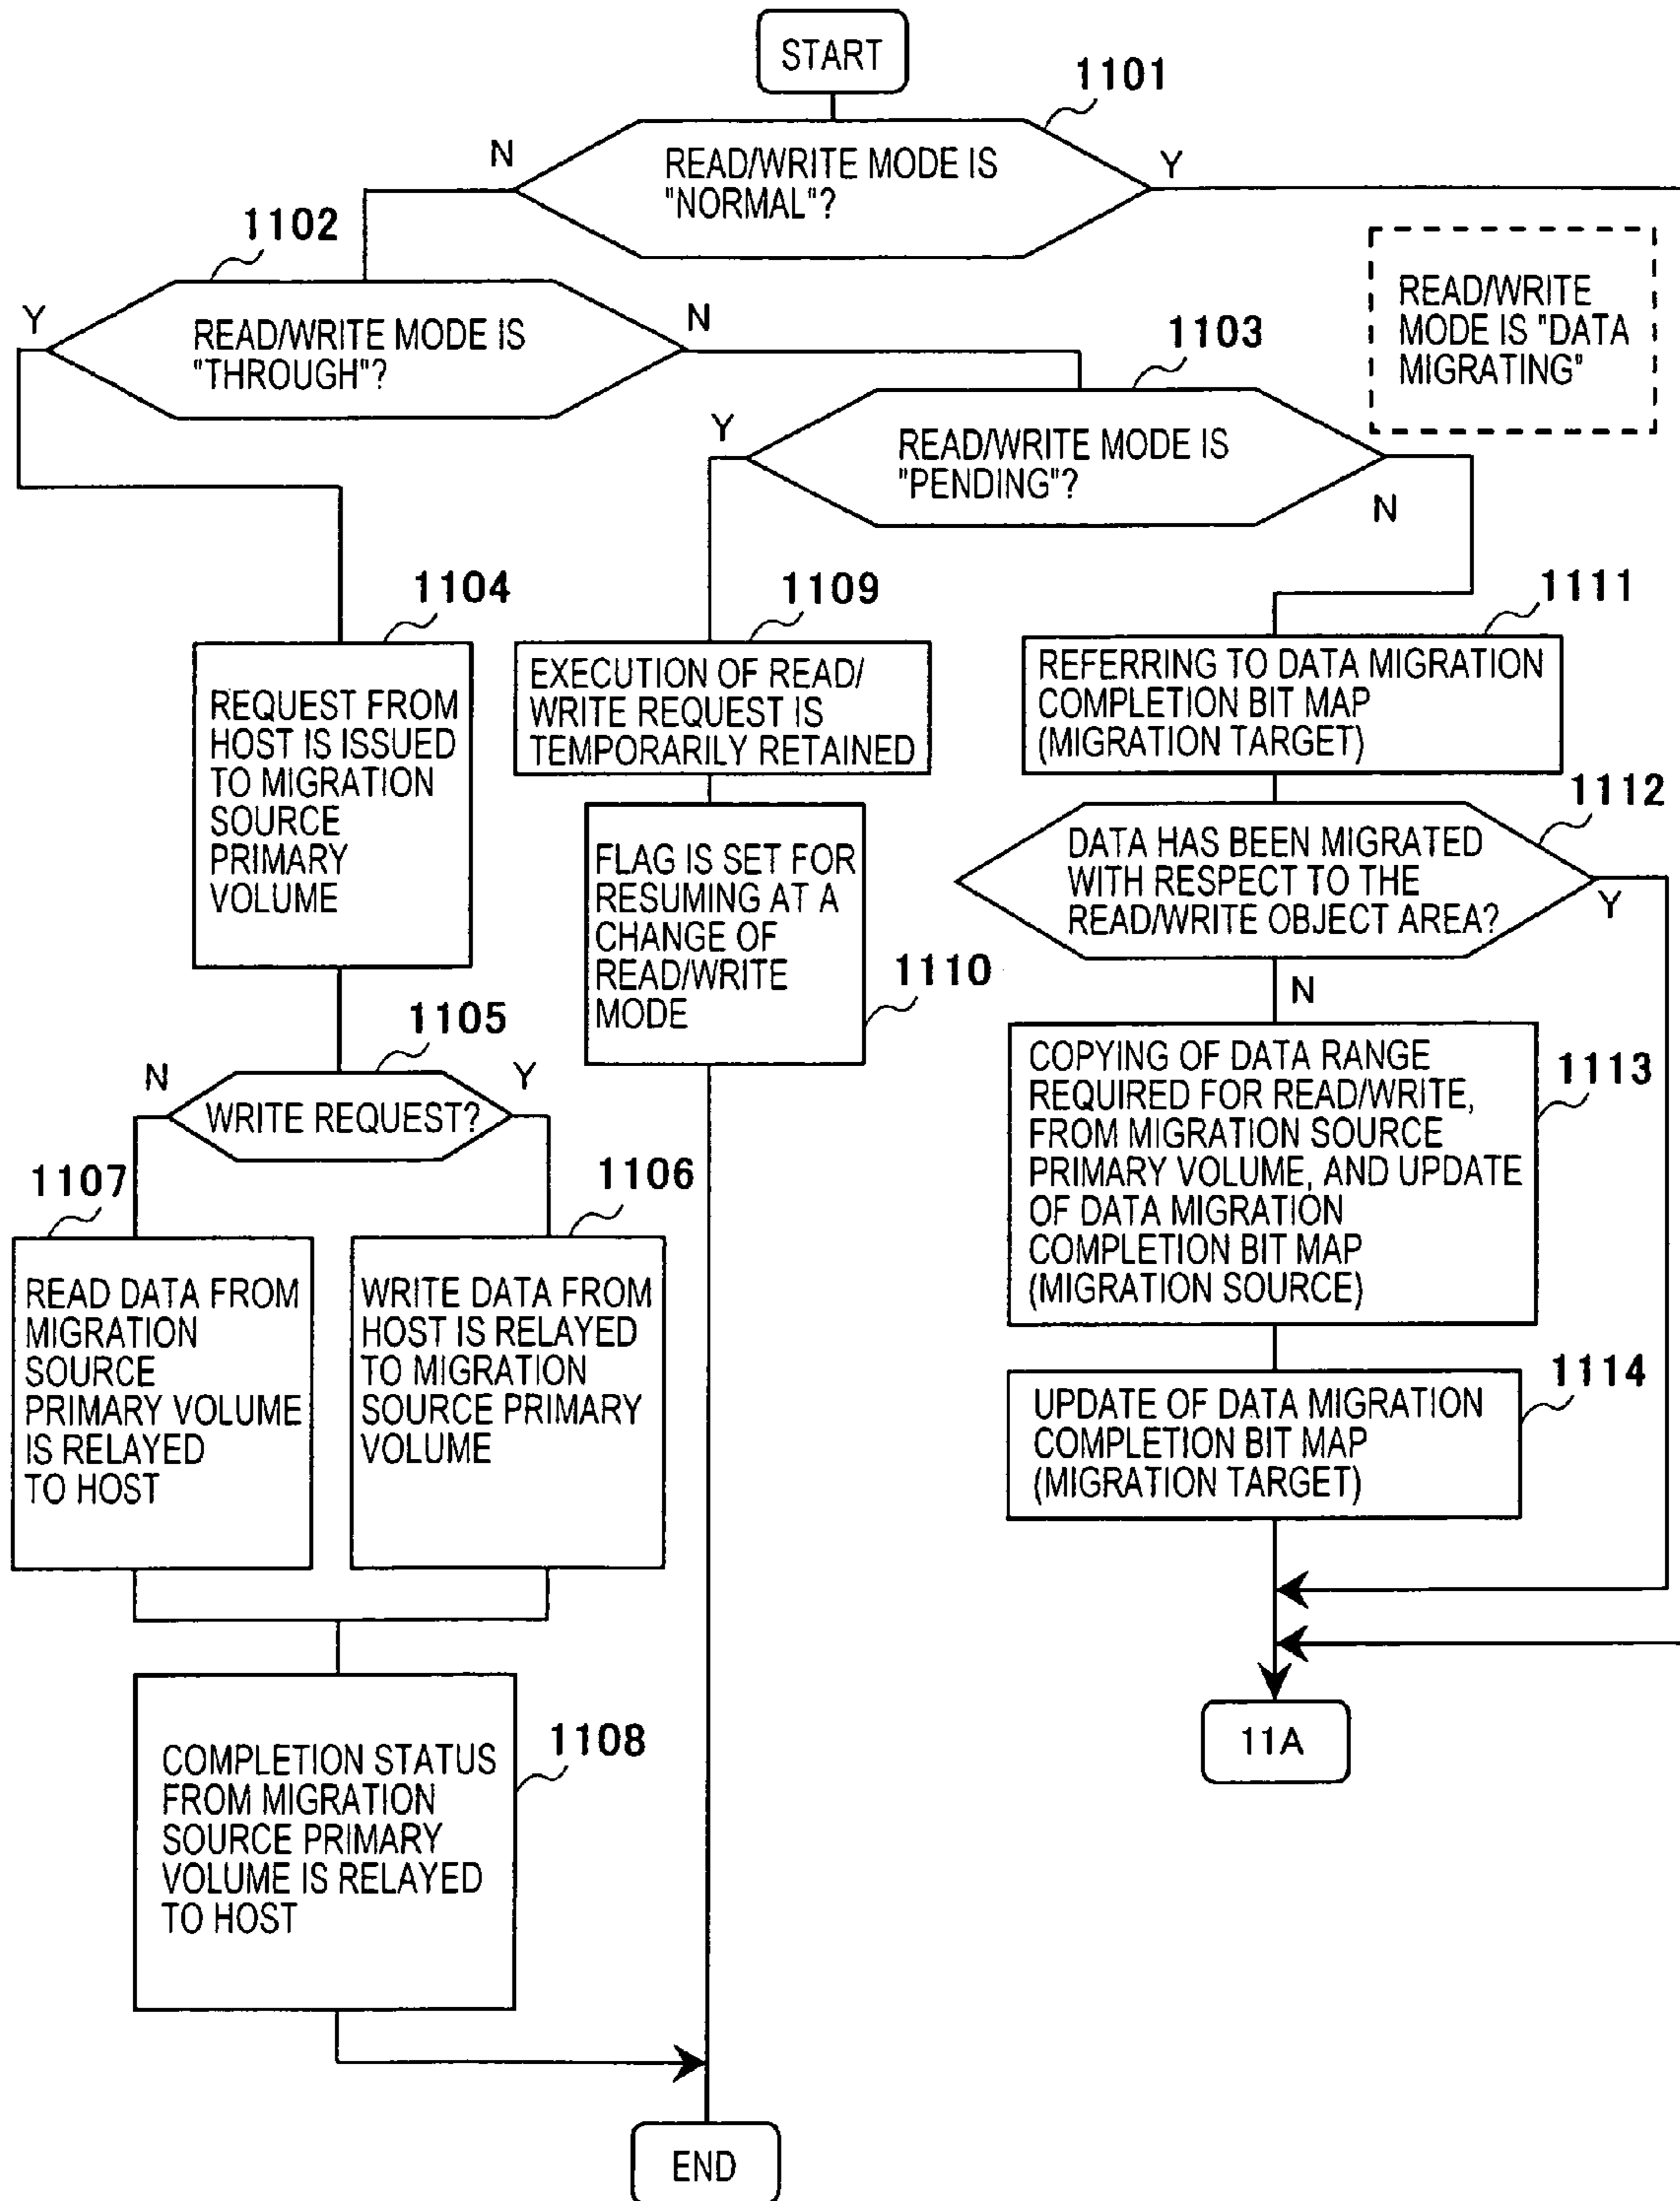 START
1101
N
READ/WRITE MODE IS
"NORMAL"?
Y
1102
READ/WRITE
MODE IS "DATA
MIGRATING"
Y
READ/WRITE MODE IS
"THROUGH"?
N
1103
Y
READ/WRITE MODE IS
"PENDING"?
N
1104
REQUEST FROM
HOST IS ISSUED
TO MIGRATION
SOURCE
PRIMARY
VOLUME
1109
EXECUTION OF READ/
WRITE REQUEST IS
TEMPORARILY RETAINED
1111
REFERRING TO DATA MIGRATION
COMPLETION BIT MAP
(MIGRATION TARGET)
1112
DATA HAS BEEN MIGRATED
WITH RESPECT TO THE
READ/WRITE OBJECT AREA?
Y
N
FLAG IS SET FOR
RESUMING AT A
CHANGE OF
READ/WRITE
MODE
1110
1105
N
WRITE REQUEST?
Y
COPYING OF DATA RANGE
REQUIRED FOR READ/WRITE,
FROM MIGRATION SOURCE
PRIMARY VOLUME, AND UPDATE
OF DATA MIGRATION
COMPLETION BIT MAP
(MIGRATION SOURCE)
1113
1107
READ DATA FROM
MIGRATION
SOURCE
PRIMARY VOLUME
IS RELAYED
TO HOST
1106
WRITE DATA FROM
HOST IS RELAYED
TO MIGRATION
SOURCE PRIMARY
VOLUME
1114
UPDATE OF DATA MIGRATION
COMPLETION BIT MAP
(MIGRATION TARGET)
11A
COMPLETION STATUS
FROM MIGRATION
SOURCE PRIMARY
VOLUME IS RELAYED
TO HOST
1108
END